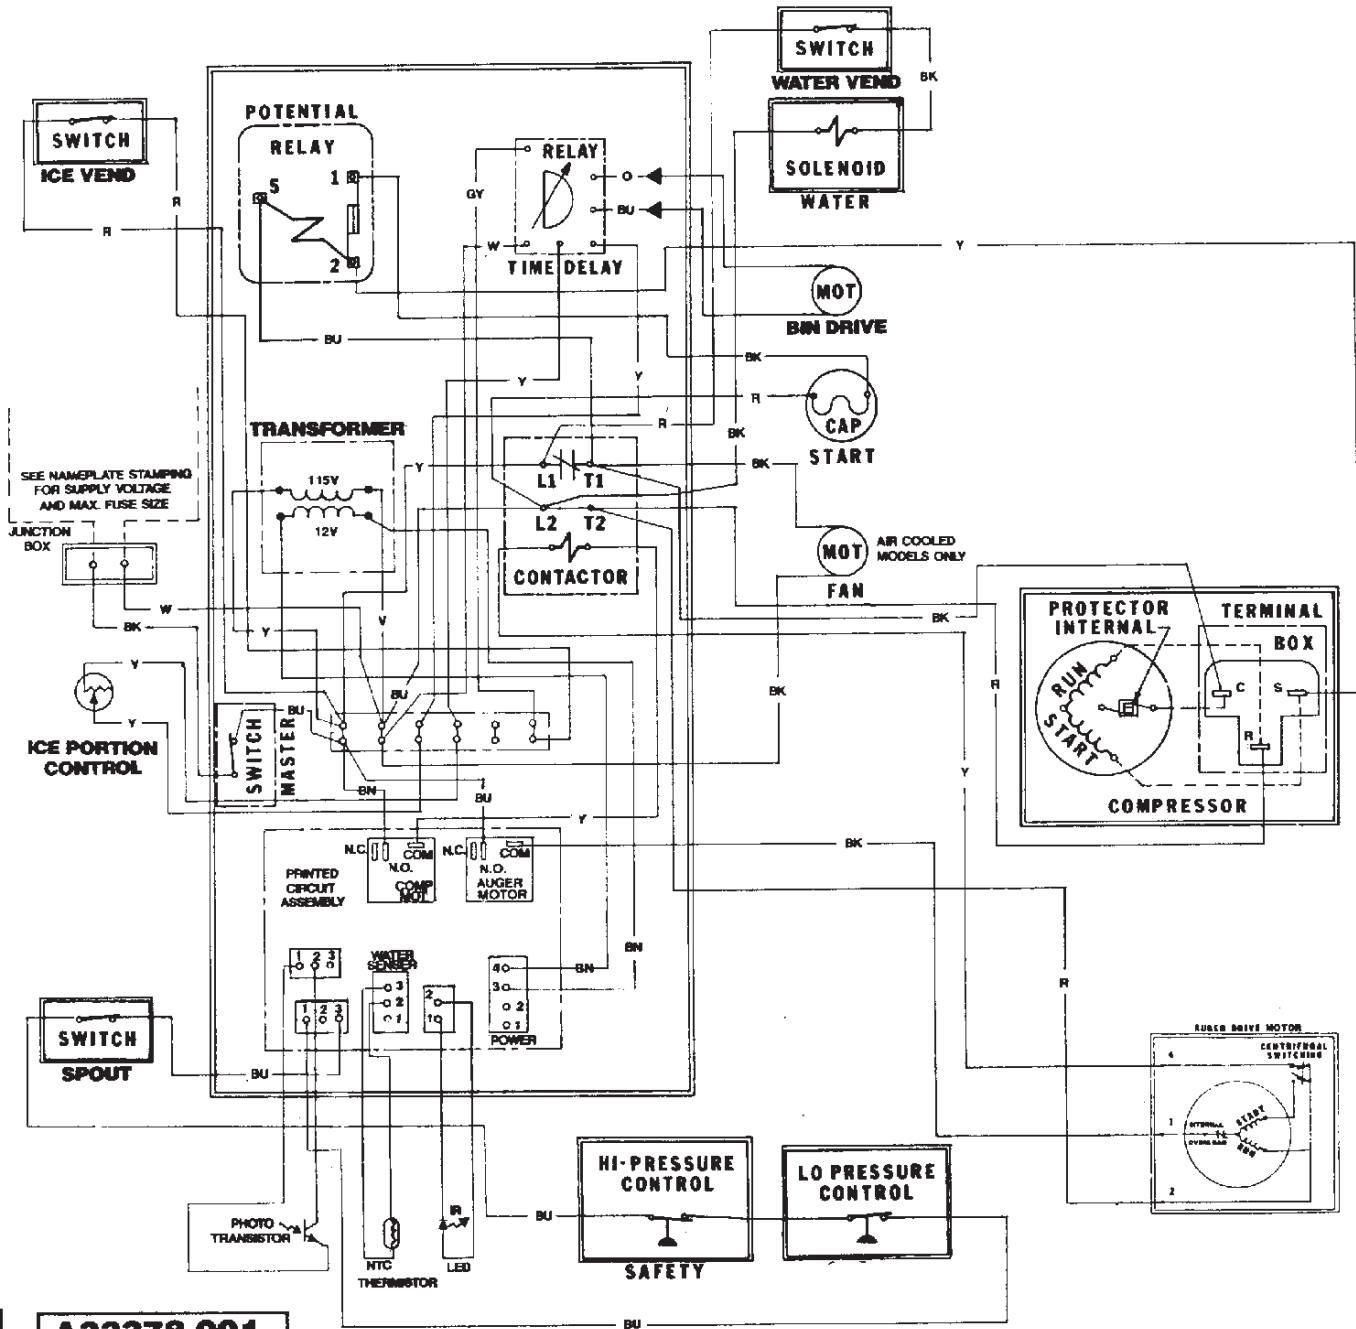 SWITCH
WATER VEND
BK
SOLENOID
WATER
SWITCH
ICE VEND
R
R
POTENTIAL
RELAY
5
1
2
GY
RELAY
O
BU
W
TIME DELAY
Y
MOT
BIN DRIVE
BU
Y
Y
BK
R
CAP
START
R
BK
TRANSFORMER
115V
12V
Y
L1 T1
L2 T2
CONTACTOR
BK
MOT
FAN
AIR COOLED
MODELS ONLY
SEE NAMEPLATE STAMPING
FOR SUPPLY VOLTAGE
AND MAX. FUSE SIZE
JUNCTION
BOX
W
BK
Y
BK
PROTECTOR
INTERNAL
TERMINAL
BOX
RUN
START
C
S
R
COMPRESSOR
Y
Y
ICE PORTION
CONTROL
BU
SWITCH
MASTER
BU
BK
R
Y
BN
BU
Y
PRINTED
CIRCUIT
ASSEMBLY
N.C.
N.O.
COM
COMP
MOT.
N.C.
N.O.
COM
AUGER
MOTOR
BK
1 2 3
WATER
SENSER
3
2
1
2
1
4
3
2
1
POWER
BN
BN
1 2 3
SWITCH
SPOUT
BU
R
AUGER DRIVE MOTOR
CENTRIFUGAL
SWITCHING
4
1
2
INTERNAL
OVERLOAD
START
RUN
HI-PRESSURE
CONTROL
SAFETY
LO PRESSURE
CONTROL
BU
PHOTO
TRANSISTOR
NTC
THERMISTOR
IR
LED
BU